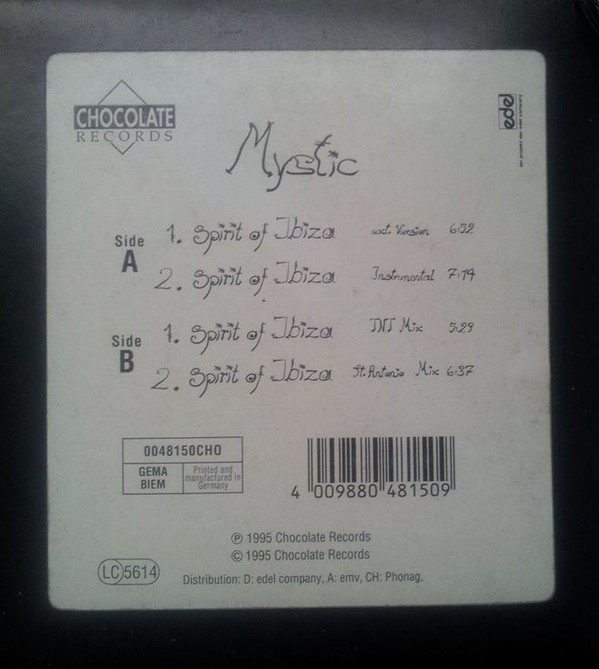 CHOCOLATE
RECORDS
edel
Mystic
Side A
1. Spirit of Ibiza ext. Version 6:52
2. Spirit of Ibiza Instrumental 7:14
Side B
1. Spirit of Ibiza TNT Mix 5:29
2. Spirit of Ibiza St. Antonio Mix 6:37
0048150CHO
GEMA
BIEM
Printed and
manufactured in
Germany
4 009880 481509
℗ 1995 Chocolate Records
© 1995 Chocolate Records
LC 5614
Distribution: D: edel company, A: emv, CH: Phonag.